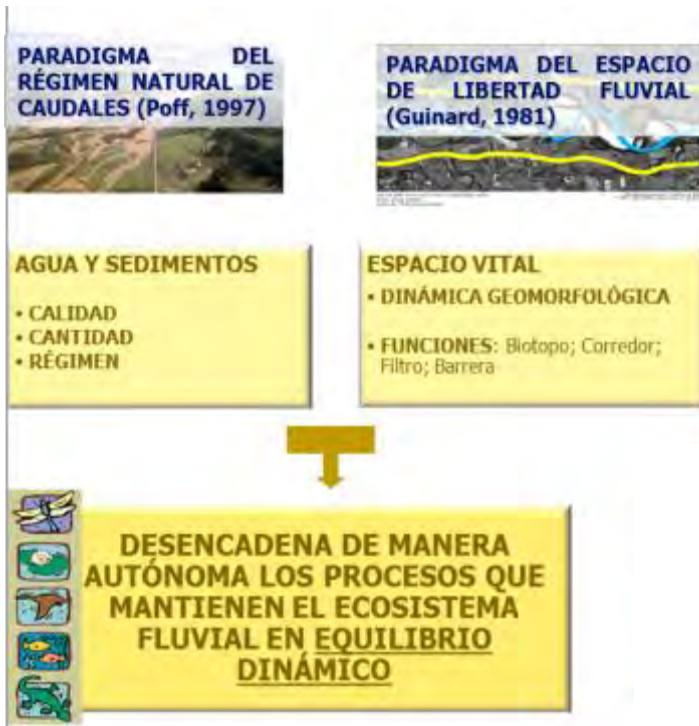 PARADIGMA DEL
RÉGIMEN NATURAL DE
CAUDALES (Poff, 1997)
PARADIGMA DEL ESPACIO
DE LIBERTAD FLUVIAL
(Guinard, 1981)
AGUA Y SEDIMENTOS
• CALIDAD
• CANTIDAD
• RÉGIMEN
ESPACIO VITAL
• DINÁMICA GEOMORFOLÓGICA
• FUNCIONES: Biotopo; Corredor;
Filtro; Barrera
DESENCADENA DE MANERA
AUTÓNOMA LOS PROCESOS QUE
MANTIENEN EL ECOSISTEMA
FLUVIAL EN EQUILIBRIO
DINÁMICO